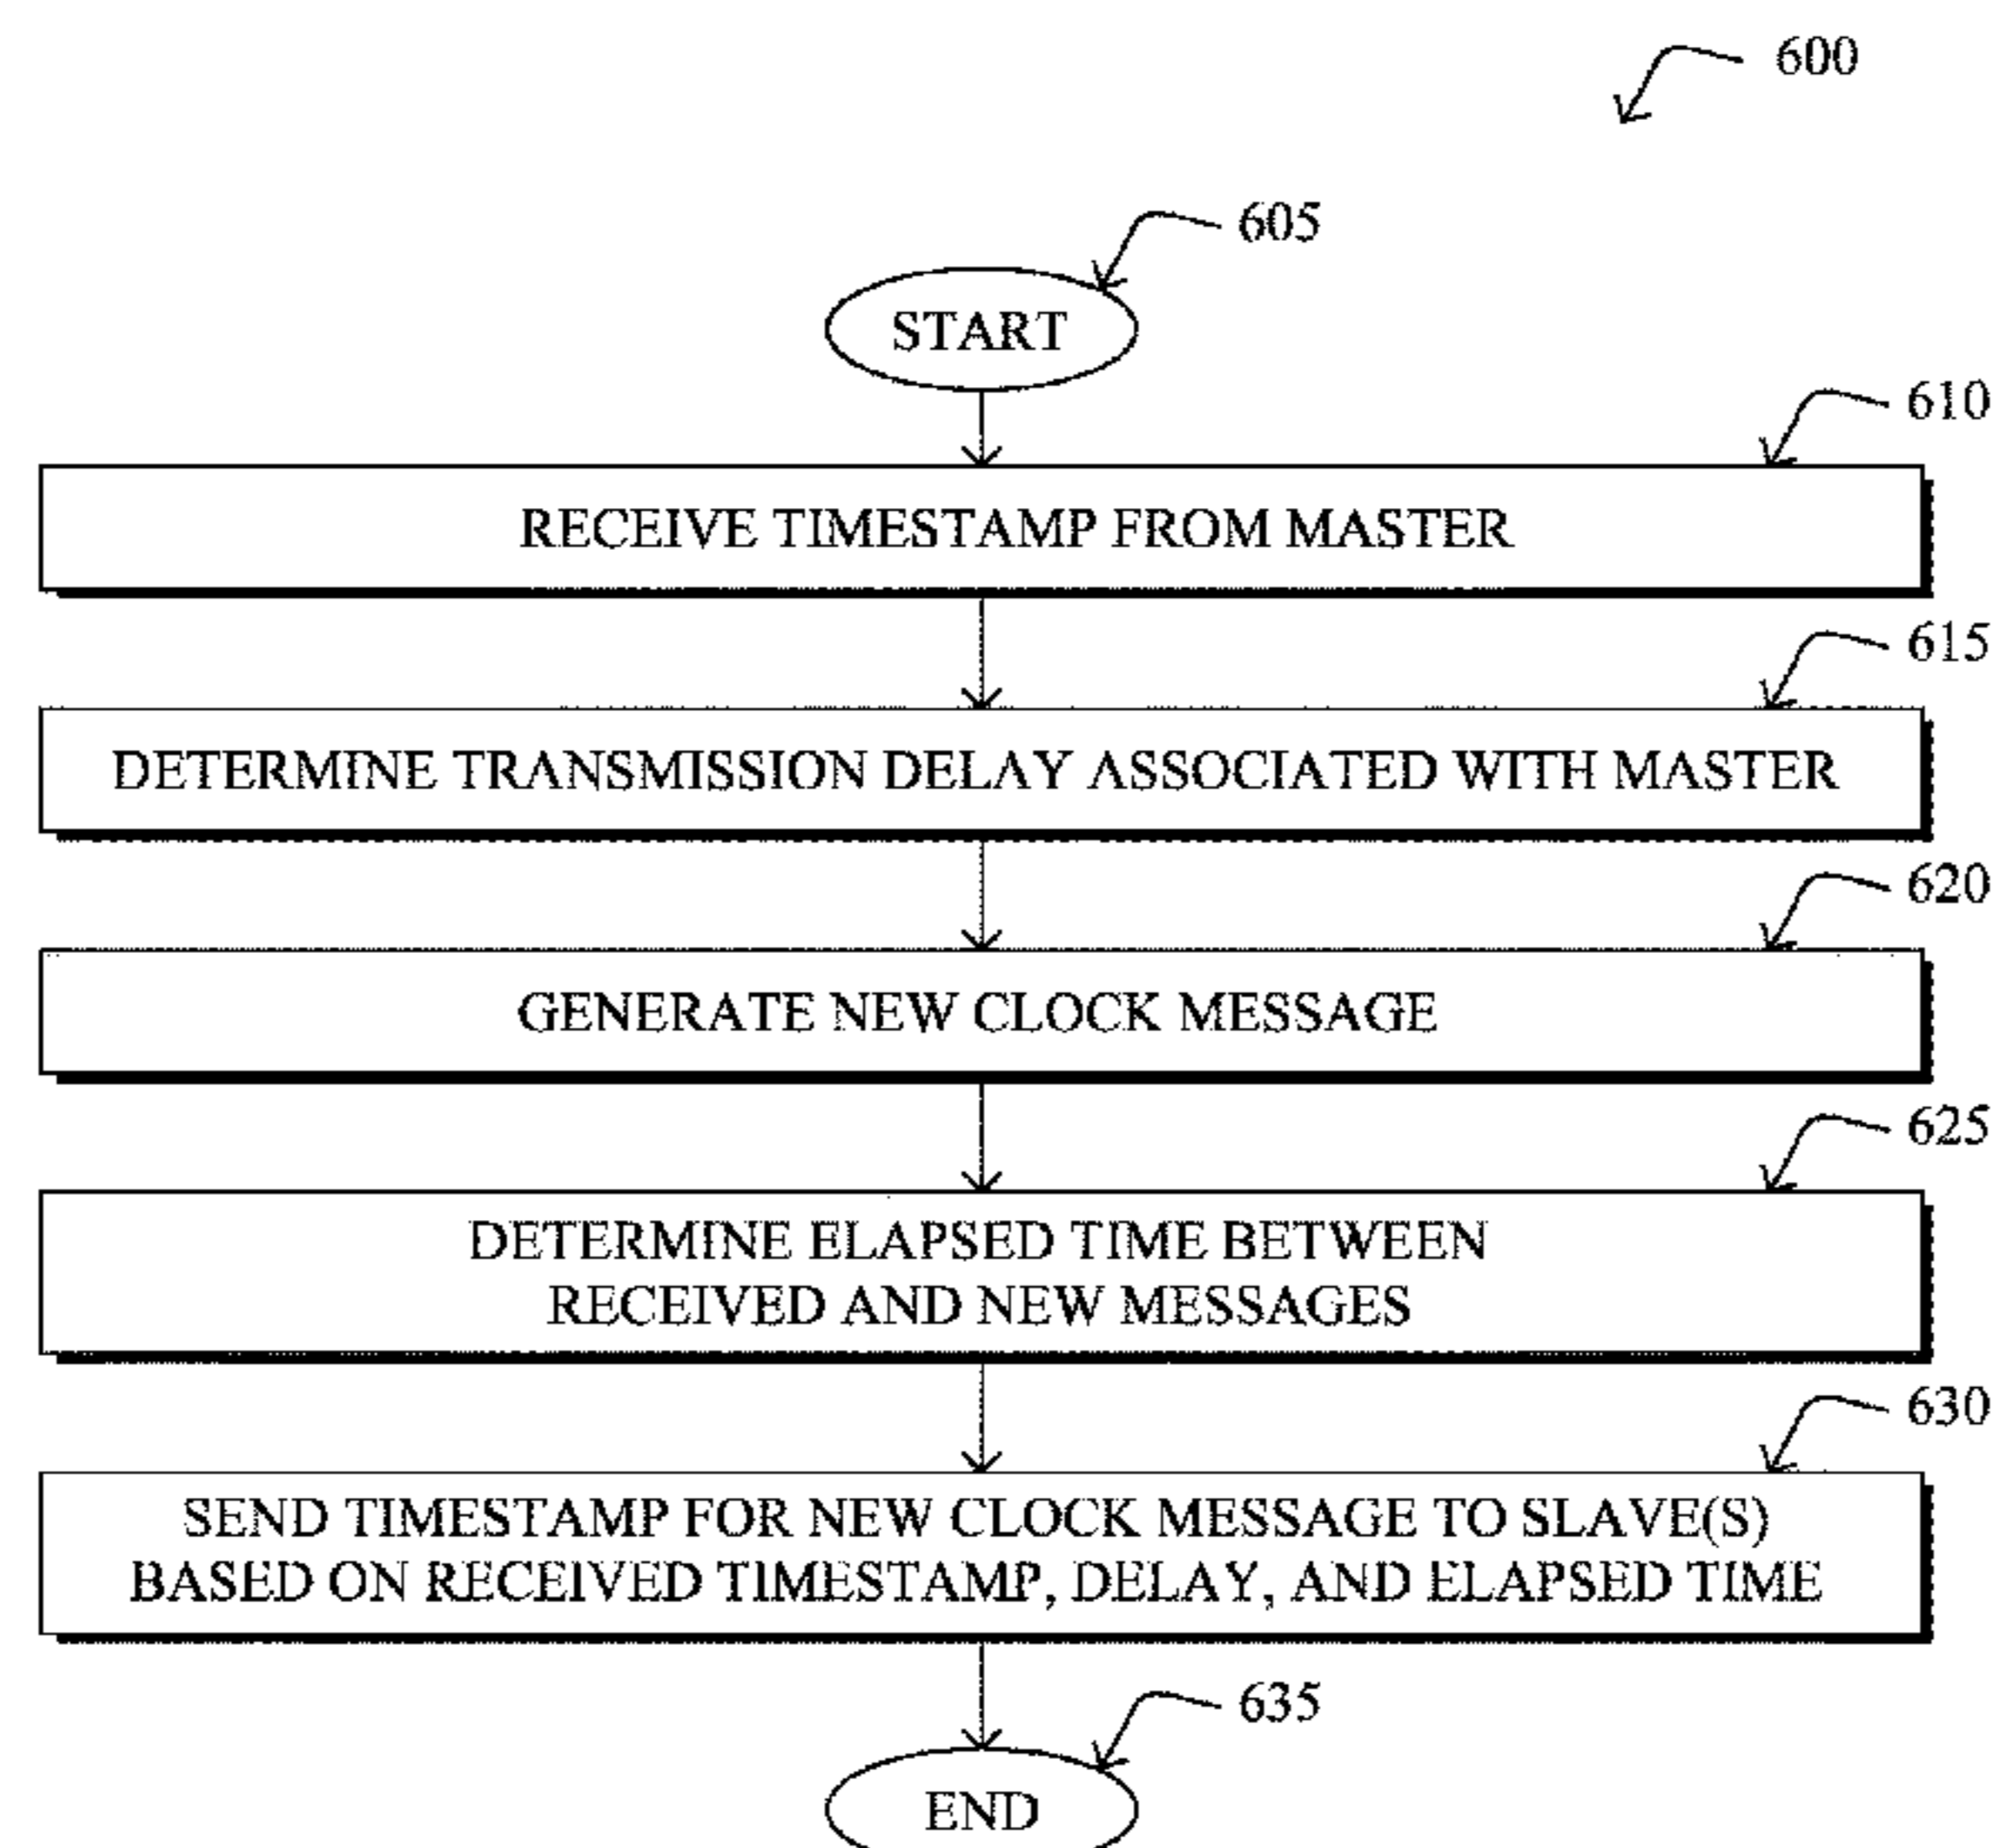 600
605
START
610
RECEIVE TIMESTAMP FROM MASTER
615
DETERMINE TRANSMISSION DELAY ASSOCIATED WITH MASTER
620
GENERATE NEW CLOCK MESSAGE
625
DETERMINE ELAPSED TIME BETWEEN
RECEIVED AND NEW MESSAGES
630
SEND TIMESTAMP FOR NEW CLOCK MESSAGE TO SLAVE(S)
BASED ON RECEIVED TIMESTAMP, DELAY, AND ELAPSED TIME
635
END